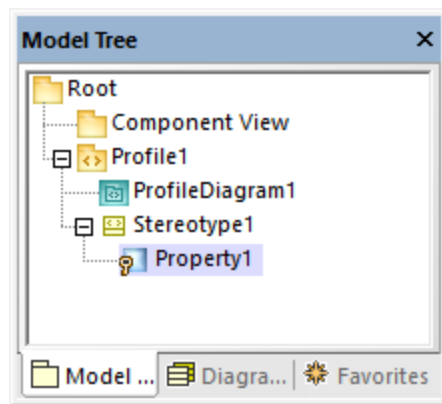 Model Tree
Root
Component View
Profile1
ProfileDiagram1
Stereotype1
Property1
Model ... Diagra... Favorites